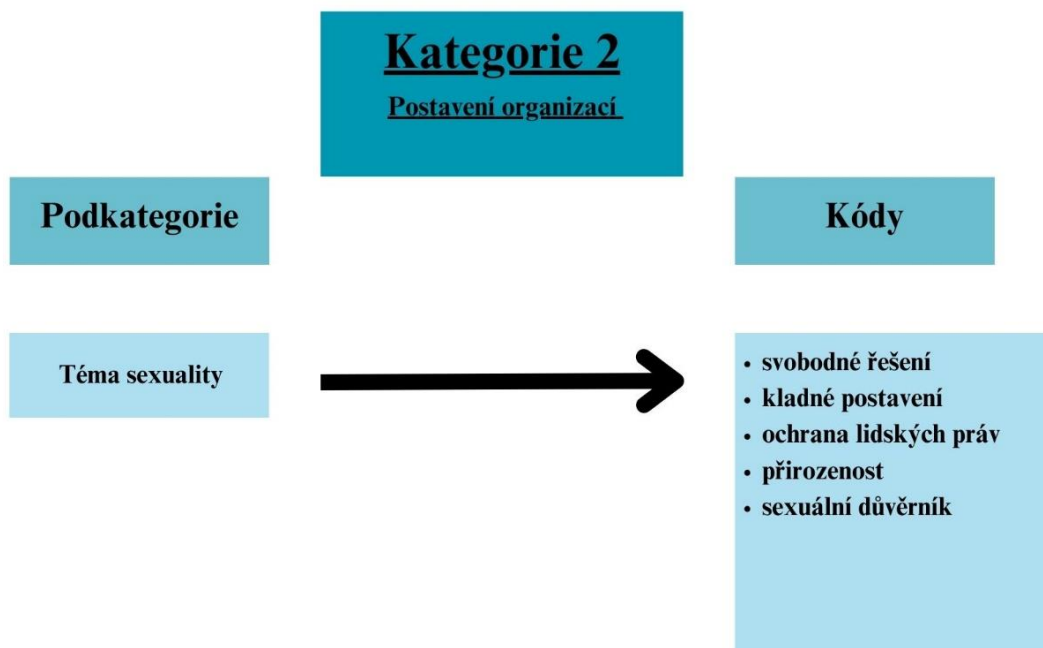 Kategorie 2
Postavení organizací
Podkategorie
Kódy
Téma sexuality
• svobodné řešení
• kladné postavení
• ochrana lidských práv
• přirozenost
• sexuální důvěrník